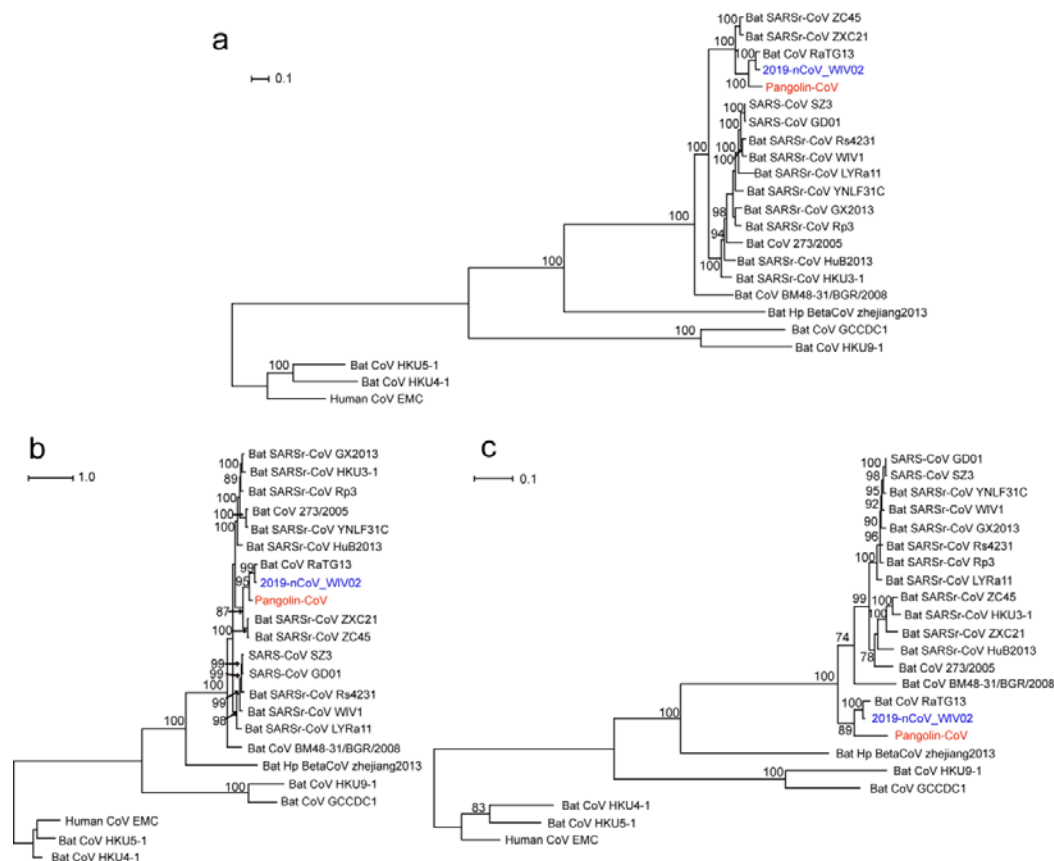 a
0.1
100
Bat SARSr-CoV ZC45
Bat SARSr-CoV ZXC21
100
100
Bat CoV RaTG13
2019-nCoV_WIV02
100
Pangolin-CoV
100
SARS-CoV SZ3
SARS-CoV GD01
100
100
100
Bat SARSr-CoV Rs4231
Bat SARSr-CoV WIV1
100
Bat SARSr-CoV LYRa11
Bat SARSr-CoV YNLF31C
98
Bat SARSr-CoV GX2013
100
Bat SARSr-CoV Rp3
94
Bat CoV 273/2005
100
Bat SARSr-CoV HuB2013
100
Bat SARSr-CoV HKU3-1
Bat CoV BM48-31/BGR/2008
Bat Hp BetaCoV zhejiang2013
100
Bat CoV GCCDC1
Bat CoV HKU9-1
100
Bat CoV HKU5-1
Bat CoV HKU4-1
Human CoV EMC
b
1.0
Bat SARSr-CoV GX2013
100
Bat SARSr-CoV HKU3-1
89
Bat SARSr-CoV Rp3
100
Bat CoV 273/2005
100
100
Bat SARSr-CoV YNLF31C
Bat SARSr-CoV HuB2013
99
Bat CoV RaTG13
95
2019-nCoV_WIV02
Pangolin-CoV
87
Bat SARSr-CoV ZXC21
100
Bat SARSr-CoV ZC45
SARS-CoV SZ3
99
99
SARS-CoV GD01
100
Bat SARSr-CoV Rs4231
99
Bat SARSr-CoV WIV1
98
Bat SARSr-CoV LYRa11
100
Bat CoV BM48-31/BGR/2008
Bat Hp BetaCoV zhejiang2013
100
Bat CoV HKU9-1
Bat CoV GCCDC1
Human CoV EMC
Bat CoV HKU5-1
Bat CoV HKU4-1
c
0.1
100
SARS-CoV GD01
98
SARS-CoV SZ3
95
Bat SARSr-CoV YNLF31C
92
Bat SARSr-CoV WIV1
90
Bat SARSr-CoV GX2013
96
Bat SARSr-CoV Rs4231
100
Bat SARSr-CoV Rp3
Bat SARSr-CoV LYRa11
99
100
Bat SARSr-CoV ZC45
100
Bat SARSr-CoV HKU3-1
74
Bat SARSr-CoV ZXC21
78
Bat SARSr-CoV HuB2013
Bat CoV 273/2005
100
Bat CoV BM48-31/BGR/2008
100
Bat CoV RaTG13
2019-nCoV_WIV02
89
Pangolin-CoV
100
Bat Hp BetaCoV zhejiang2013
100
Bat CoV HKU9-1
Bat CoV GCCDC1
83
Bat CoV HKU4-1
Bat CoV HKU5-1
Human CoV EMC